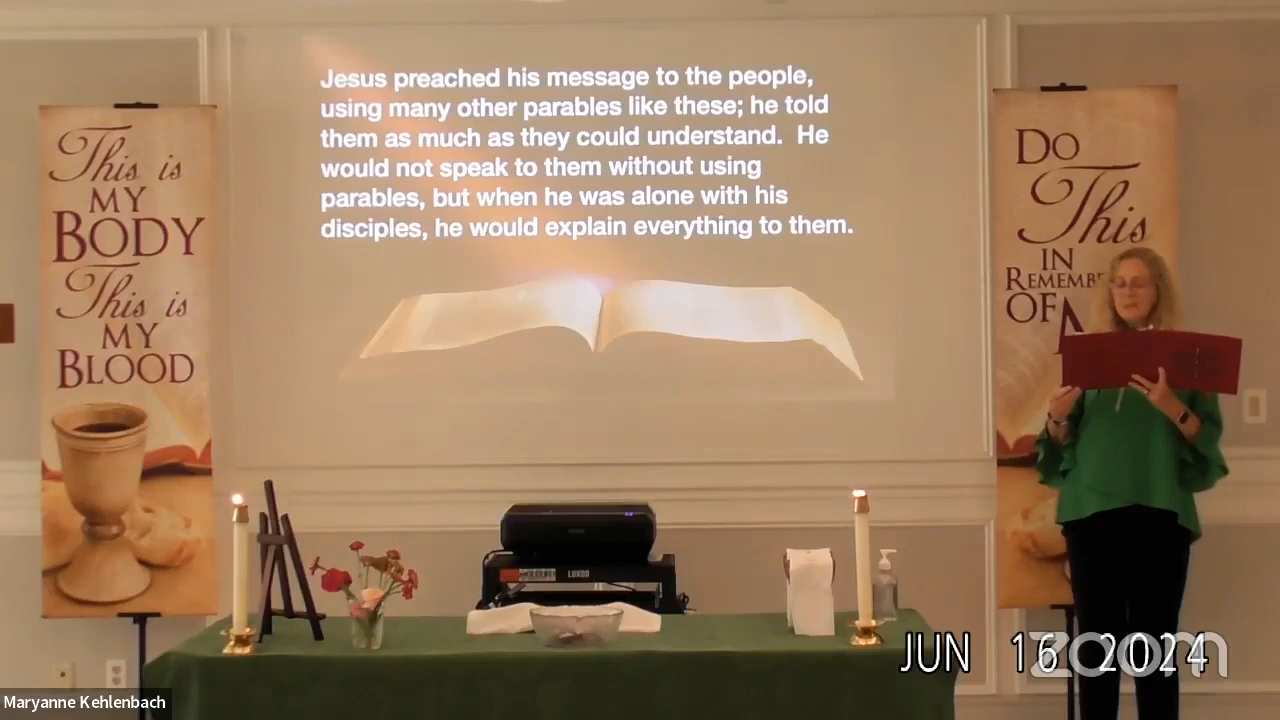 Jesus preached his message to the people,
using many other parables like these; he told
them as much as they could understand.  He
would not speak to them without using
parables, but when he was alone with his
disciples, he would explain everything to them.
This is
MY
BODY
This is
MY
BLOOD
DO
This
IN
REMEMB
OF
LUXOR
JUN 16 2024
zoom
Maryanne Kehlenbach